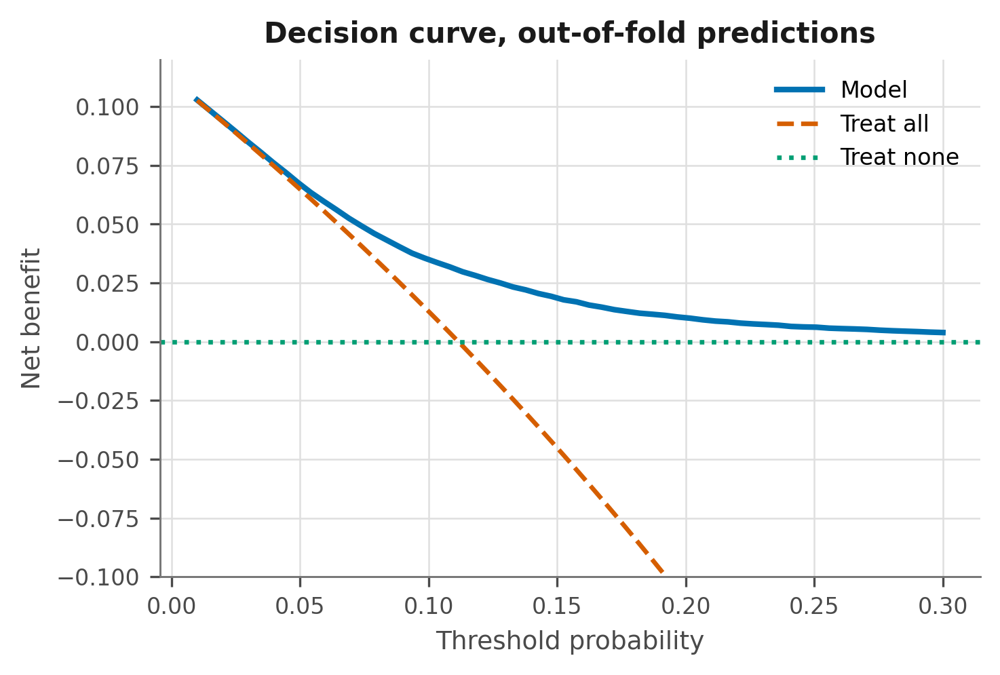 Decision curve, out-of-fold predictions
Model
Treat all
Treat none
Net benefit
0.100
0.075
0.050
0.025
0.000
−0.025
−0.050
−0.075
−0.100
0.00 0.05 0.10 0.15 0.20 0.25 0.30
Threshold probability